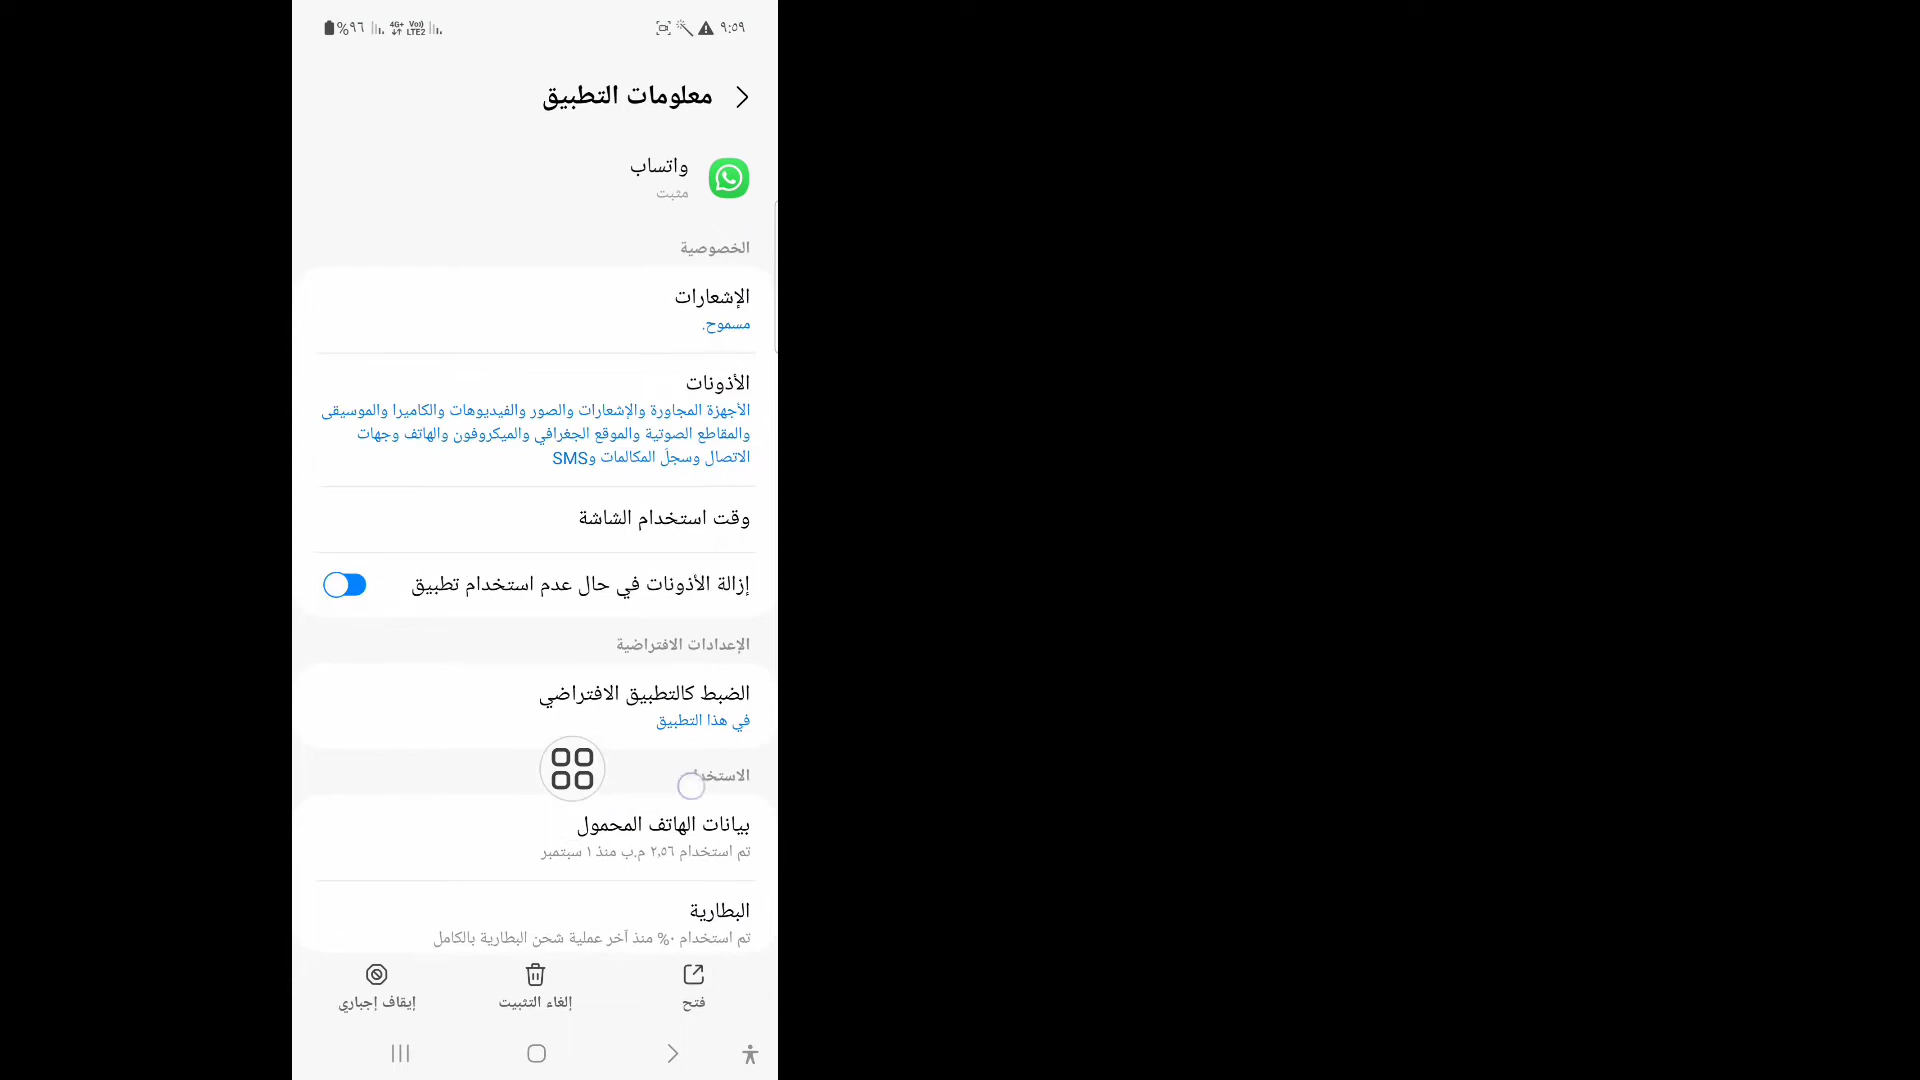 ٩:٥٩
4G+ Vo)) LTE2 %٩٦
معلومات التطبيق
واتساب
مثبت
الخصوصية
الإشعارات
مسموح.
الأذونات
الأجهزة المجاورة والإشعارات والصور والفيديوهات والكاميرا والموسيقى
والمقاطع الصوتية والموقع الجغرافي والميكروفون والهاتف وجهات
الاتصال وسجلّ المكالمات وSMS
وقت استخدام الشاشة
إزالة الأذونات في حال عدم استخدام تطبيق
الإعدادات الافتراضية
الضبط كالتطبيق الافتراضي
في هذا التطبيق
بيانات الهاتف المحمول
تم استخدام ٢٫٥٦ م.ب منذ ١ سبتمبر
البطارية
تم استخدام ٠% منذ آخر عملية شحن البطارية بالكامل
فتح
إلغاء التثبيت
إيقاف إجباري